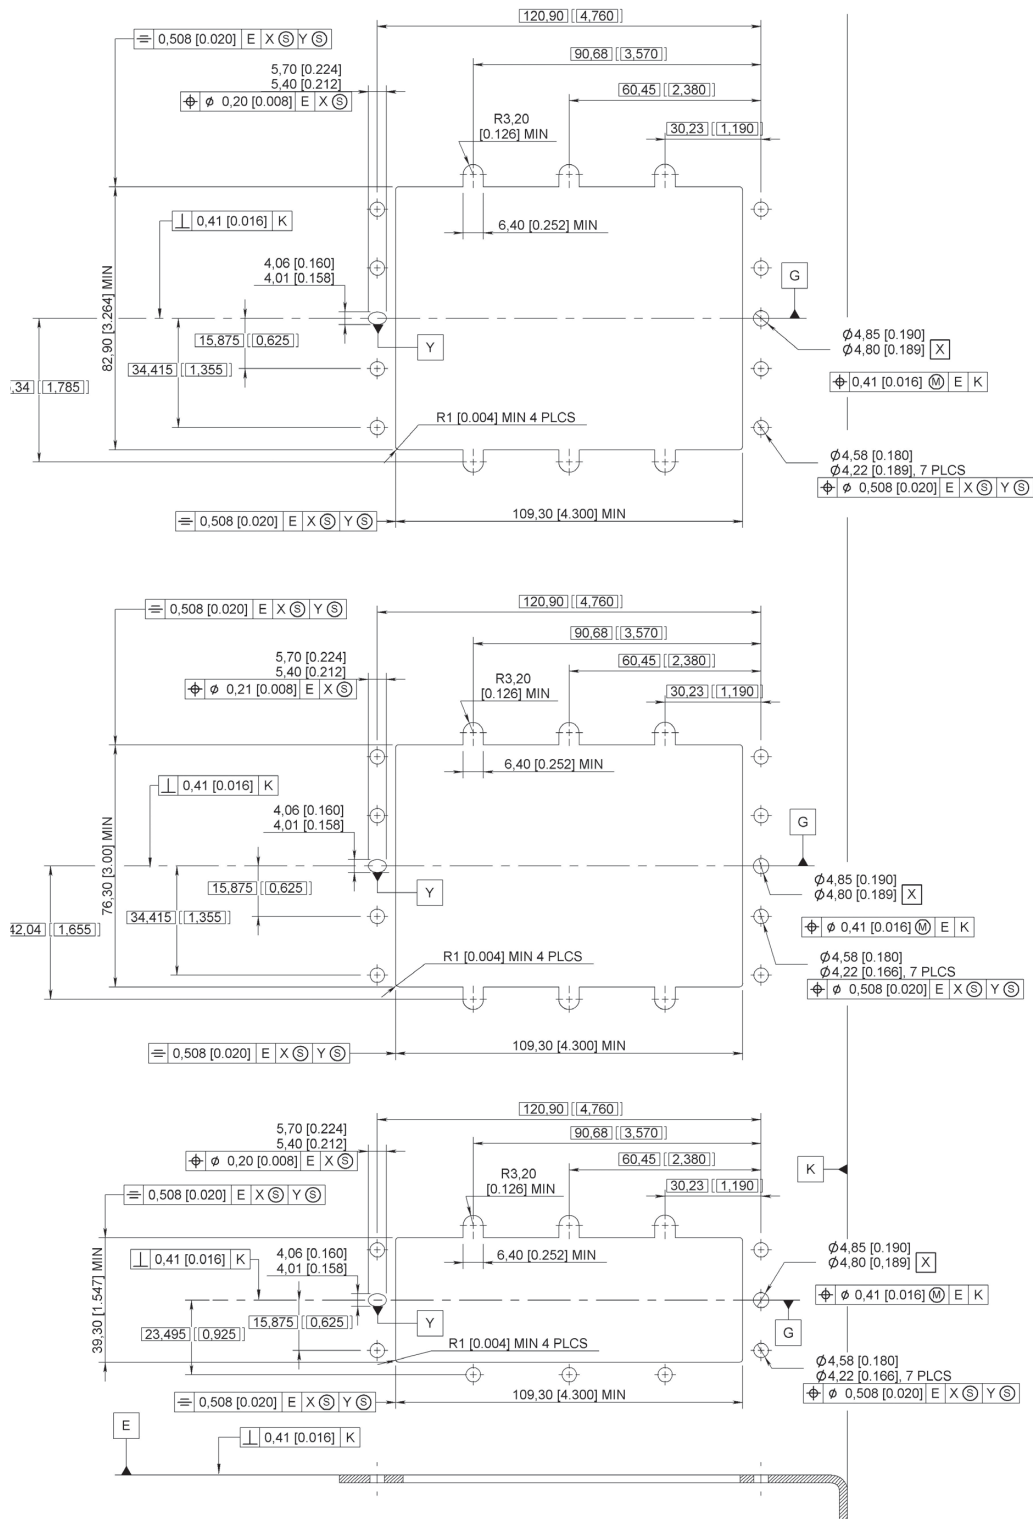 120,90 [4,760]
⌯ 0,508 [0.020] E X Ⓢ Y Ⓢ
90,68 [3,570]
5,70 [0.224]
5,40 [0.212]
⌖ ϕ 0,20 [0.008] E X Ⓢ
60,45 [2,380]
R3,20
[0.126] MIN
30,23 [1,190]
⊥ 0,41 [0.016] K
6,40 [0.252] MIN
4,06 [0.160]
4,01 [0.158]
G
82,90 [3.264] MIN
15,875 [0,625]
Y
Ø4,85 [0.190]
Ø4,80 [0.189] X
34,415 [1,355]
,34 [1,785]
⌖ 0,41 [0.016] Ⓜ E K
R1 [0.004] MIN 4 PLCS
Ø4,58 [0.180]
Ø4,22 [0.189], 7 PLCS
⌖ ϕ 0,508 [0.020] E X Ⓢ Y Ⓢ
⌯ 0,508 [0.020] E X Ⓢ Y Ⓢ
109,30 [4.300] MIN
120,90 [4,760]
⌯ 0,508 [0.020] E X Ⓢ Y Ⓢ
90,68 [3,570]
5,70 [0.224]
5,40 [0.212]
⌖ ϕ 0,21 [0.008] E X Ⓢ
60,45 [2,380]
R3,20
[0.126] MIN
30,23 [1,190]
6,40 [0.252] MIN
⊥ 0,41 [0.016] K
4,06 [0.160]
4,01 [0.158]
G
76,30 [3.00] MIN
15,875 [0,625]
Y
Ø4,85 [0.190]
Ø4,80 [0.189] X
34,415 [1,355]
42,04 [1,655]
⌖ ϕ 0,41 [0.016] Ⓜ E K
R1 [0.004] MIN 4 PLCS
Ø4,58 [0.180]
Ø4,22 [0.166], 7 PLCS
⌖ ϕ 0,508 [0.020] E X Ⓢ Y Ⓢ
⌯ 0,508 [0.020] E X Ⓢ Y Ⓢ
109,30 [4.300] MIN
120,90 [4,760]
5,70 [0.224]
5,40 [0.212]
90,68 [3,570]
⌖ ϕ 0,20 [0.008] E X Ⓢ
60,45 [2,380]
K
R3,20
[0.126] MIN
30,23 [1,190]
⌯ 0,508 [0.020] E X Ⓢ Y Ⓢ
⊥ 0,41 [0.016] K
4,06 [0.160]
4,01 [0.158]
6,40 [0.252] MIN
Ø4,85 [0.190]
Ø4,80 [0,189] X
39,30 [1.547] MIN
⌖ ϕ 0,41 [0.016] Ⓜ E K
15,875 [0,625]
Y
G
23,495 [0,925]
R1 [0.004] MIN 4 PLCS
Ø4,58 [0.180]
Ø4,22 [0.166], 7 PLCS
⌖ ϕ 0,508 [0.020] E X Ⓢ Y Ⓢ
⌯ 0,508 [0.020] E X Ⓢ Y Ⓢ
109,30 [4.300] MIN
E
⊥ 0,41 [0.016] K